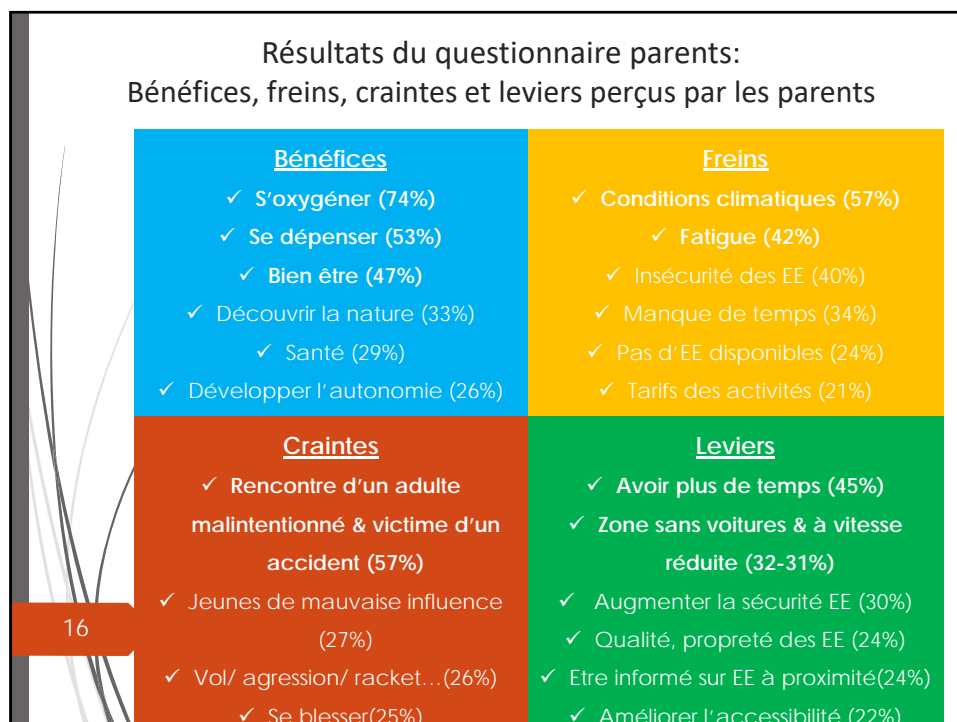 Résultats du questionnaire parents:
Bénéfices, freins, craintes et leviers perçus par les parents
Bénéfices
✓ S'oxygéner (74%)
✓ Se dépenser (53%)
✓ Bien être (47%)
✓ Découvrir la nature (33%)
✓ Santé (29%)
✓ Développer l'autonomie (26%)
Freins
✓ Conditions climatiques (57%)
✓ Fatigue (42%)
✓ Insécurité des EE (40%)
✓ Manque de temps (34%)
✓ Pas d'EE disponibles (24%)
✓ Tarifs des activités (21%)
Craintes
✓ Rencontre d'un adulte
malintentionné & victime d'un
accident (57%)
✓ Jeunes de mauvaise influence
(27%)
✓ Vol/ agression/ racket…(26%)
✓ Se blesser(25%)
Leviers
✓ Avoir plus de temps (45%)
✓ Zone sans voitures & à vitesse
réduite (32-31%)
✓ Augmenter la sécurité EE (30%)
✓ Qualité, propreté des EE (24%)
✓ Etre informé sur EE à proximité(24%)
✓ Améliorer l'accessibilité (22%)
16